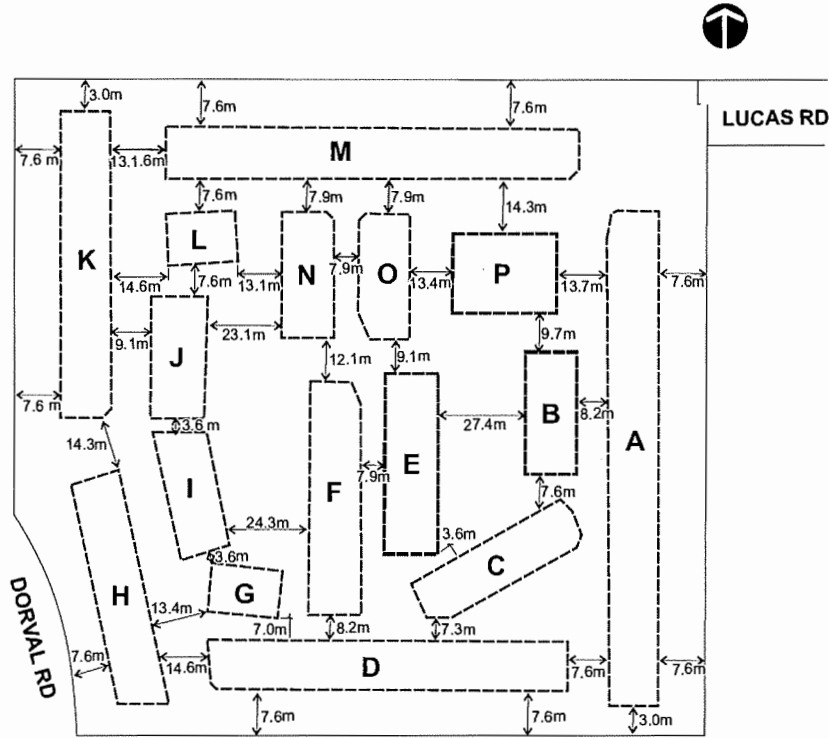 3.0m
7.6m
7.6m
LUCAS RD
7.6 m
13.1.6m
M
7.6m
7.9m
7.9m
14.3m
K
L
N
O
P
7.9m
14.6m
7.6m
13.1m
13.4m
13.7m
7.6m
9.1m
23.1m
J
12.1m
9.1m
9.7m
7.6 m
B
27.4m
8.2m
A
3.6 m
14.3m
I
F
7.9m
E
7.6m
24.3m
3.6m
3.6m
C
H
G
DORVAL RD
13.4m
7.0m
8.2m
7.3m
7.6m
14.6m
D
7.6m
7.6m
7.6m
7.6m
3.0m